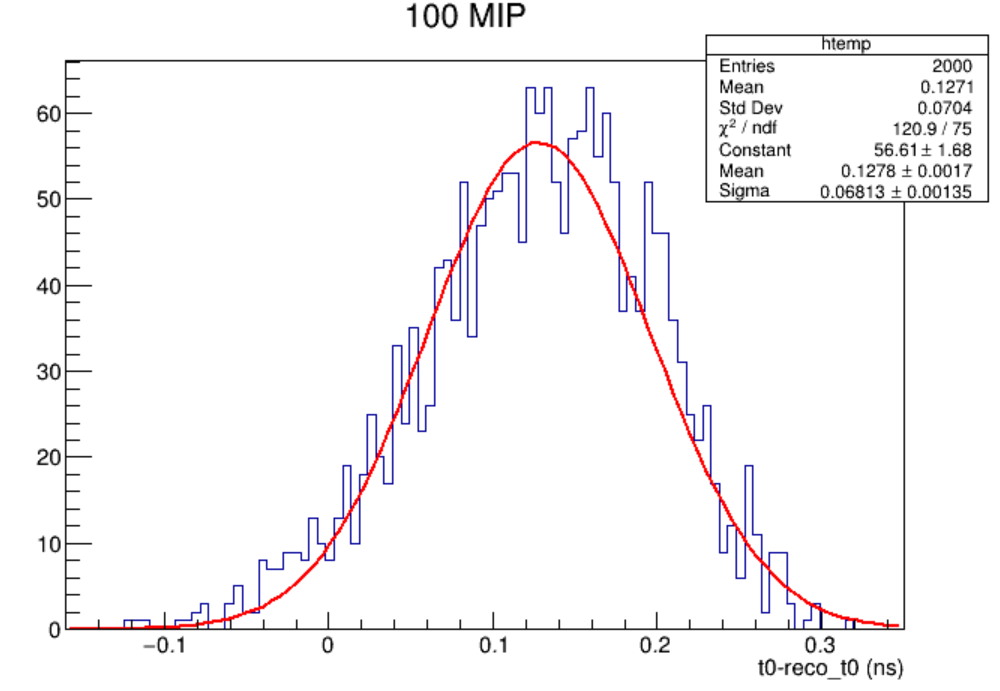 100 MIP
htemp
Entries 2000
Mean 0.1271
Std Dev 0.0704
χ² / ndf 120.9 / 75
Constant 56.61 ± 1.68
Mean 0.1278 ± 0.0017
Sigma 0.06813 ± 0.00135
60
50
40
30
20
10
0
−0.1 0 0.1 0.2 0.3
t0-reco_t0 (ns)